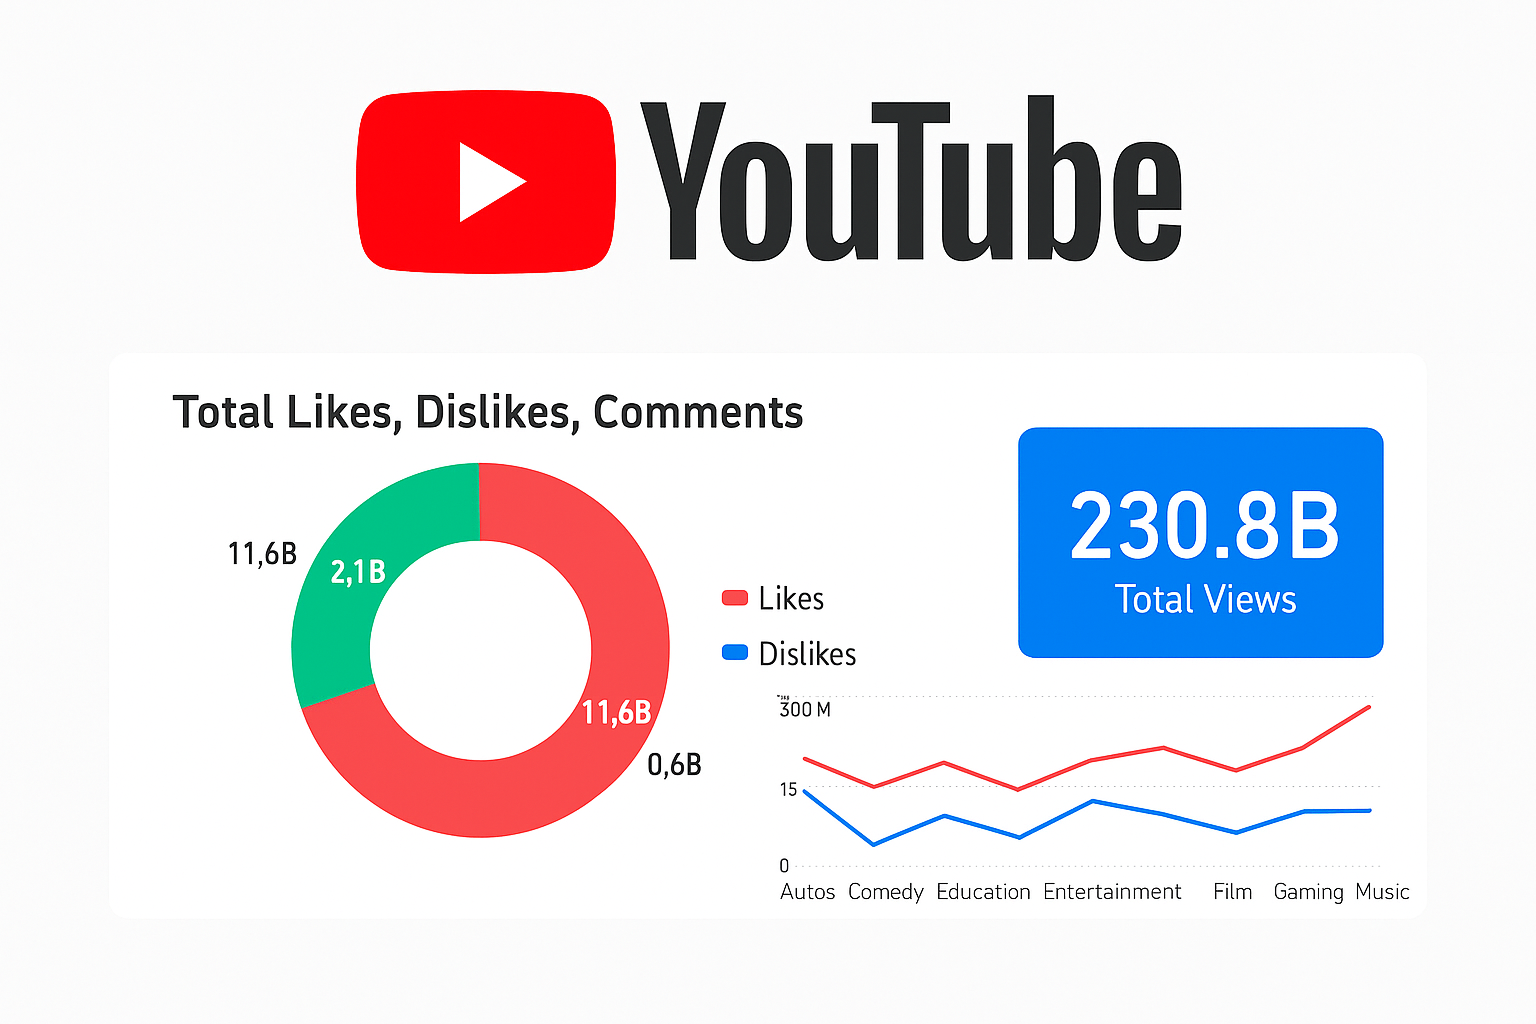 YouTube
Total Likes, Dislikes, Comments
11,6B
2,1B
11,6B
0,6B
Likes
Dislikes
230.8B
Total Views
300 M
15
0
Autos Comedy Education Entertainment Film Gaming Music